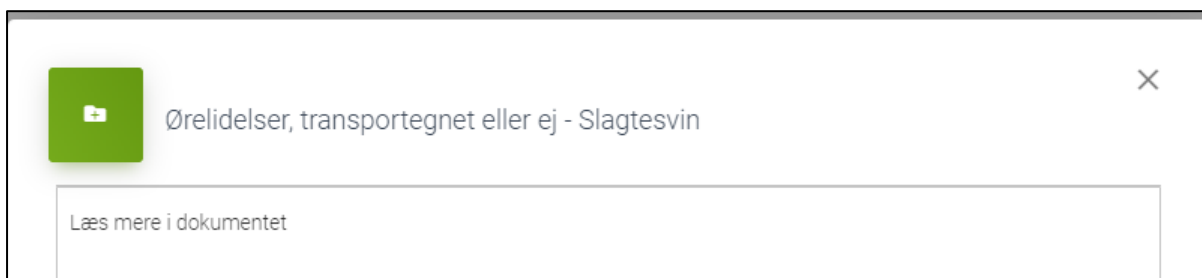 Ørelidelser, transportegnet eller ej - Slagtesvin
Læs mere i dokumentet